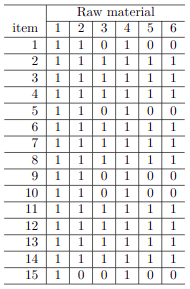 Raw material
item 1 2 3 4 5 6
1 1 1 0 1 0 0
2 1 1 1 1 1 1
3 1 1 1 1 1 1
4 1 1 1 1 1 1
5 1 1 0 1 0 0
6 1 1 1 1 1 1
7 1 1 1 1 1 1
8 1 1 1 1 1 1
9 1 1 0 1 0 0
10 1 1 0 1 0 0
11 1 1 1 1 1 1
12 1 1 1 1 1 1
13 1 1 1 1 1 1
14 1 1 1 1 1 1
15 1 0 0 1 0 0